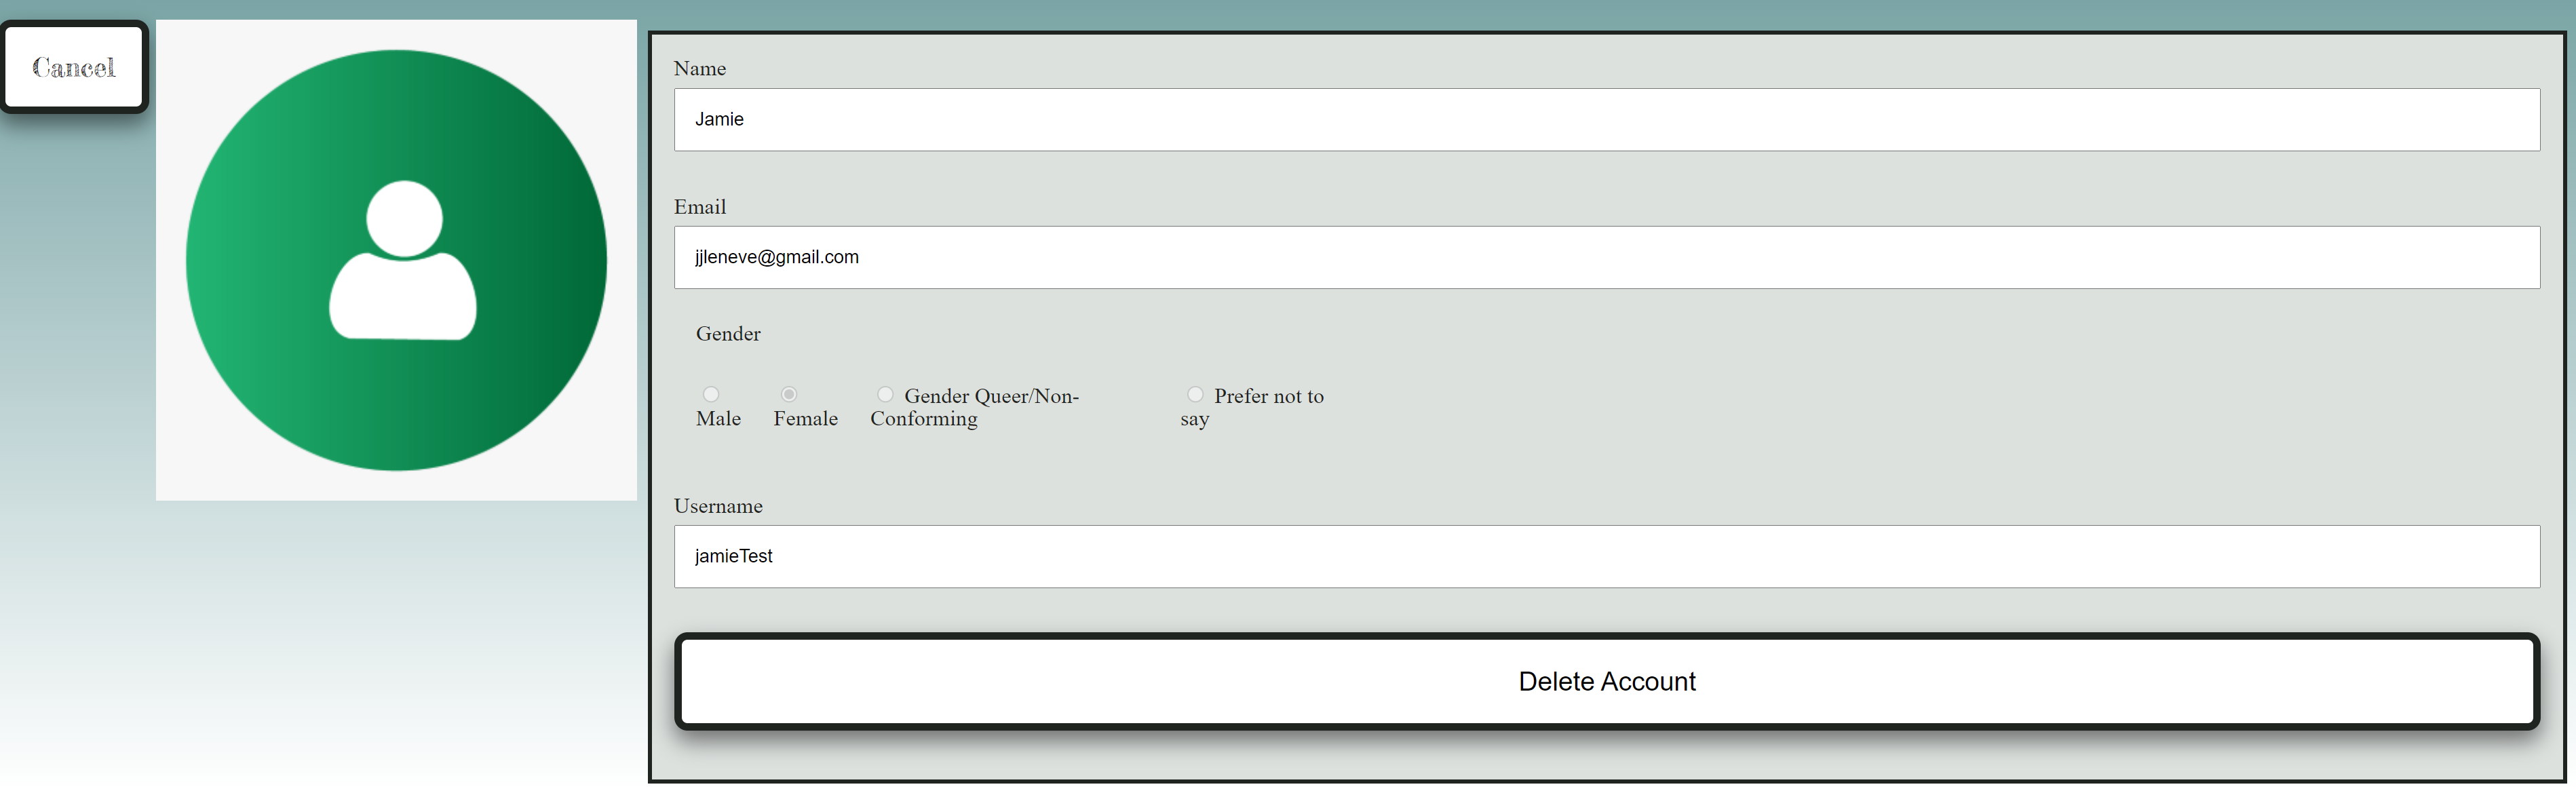 Cancel
Name
Jamie
Email
jjleneve@gmail.com
Gender
Male
Female
Gender Queer/Non-
Conforming
Prefer not to
say
Username
jamieTest
Delete Account